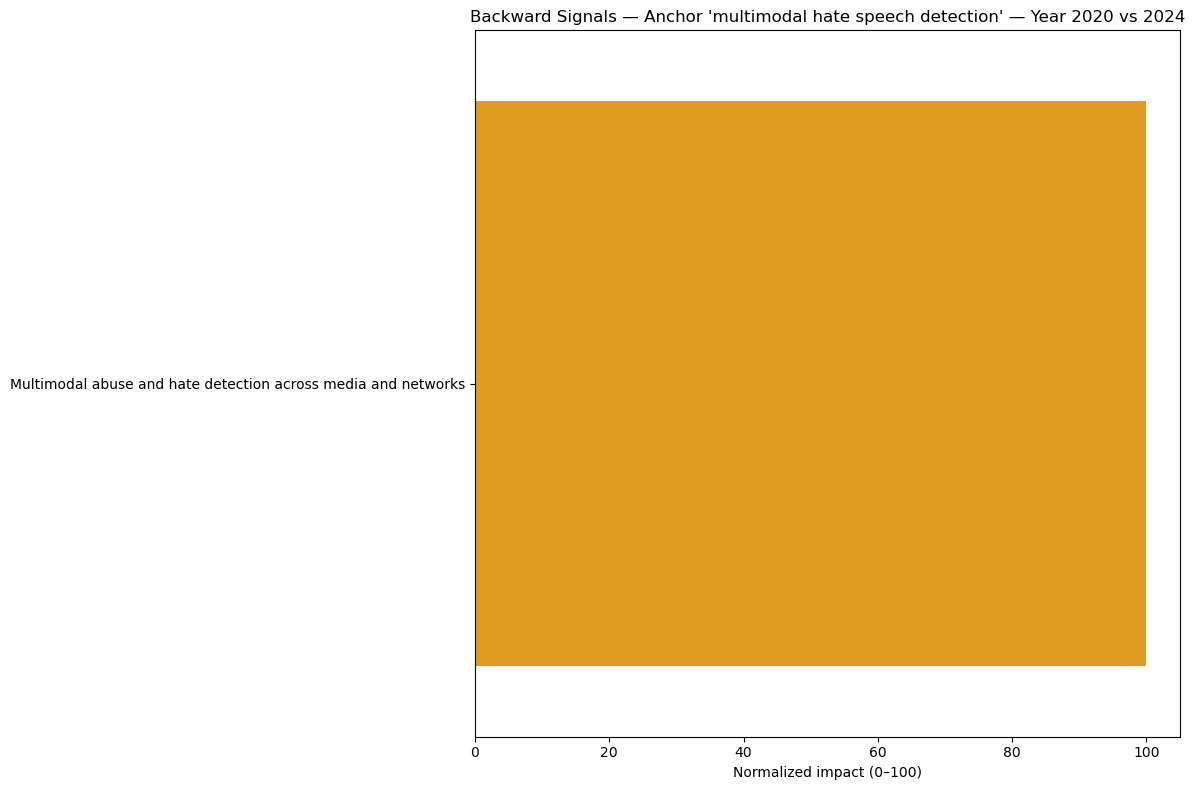 Backward Signals — Anchor 'multimodal hate speech detection' — Year 2020 vs 2024
Multimodal abuse and hate detection across media and networks
0 20 40 60 80 100
Normalized impact (0–100)